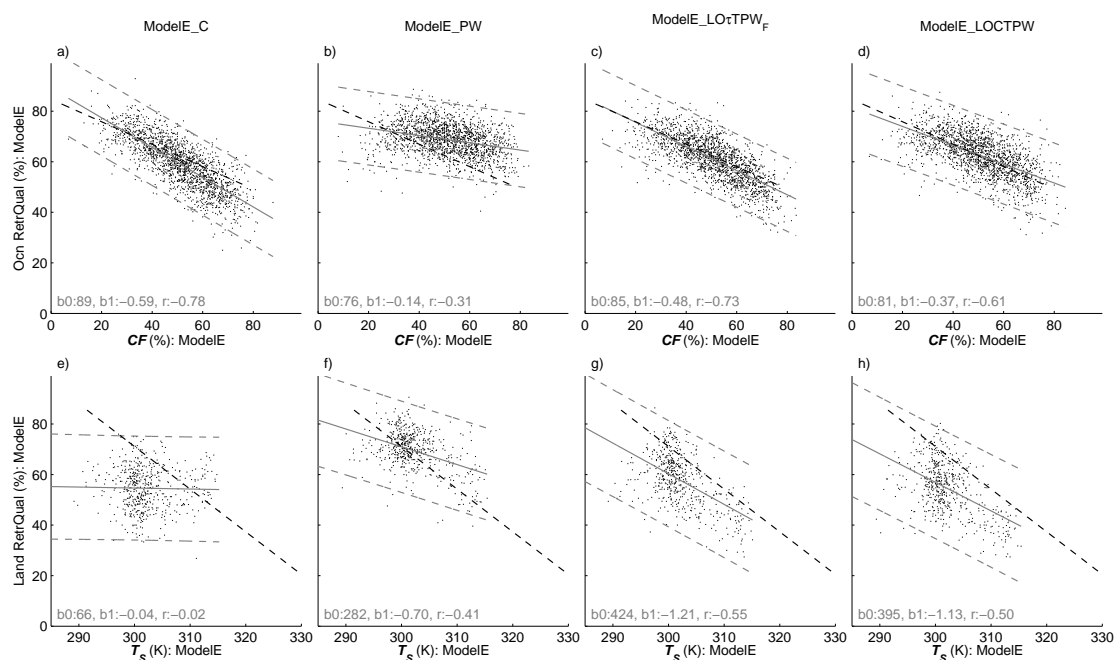 ModelE_C
ModelE_PW
ModelE_LOτTPW_F
ModelE_LOCTPW
a)
b)
c)
d)
Ocn RetrQual (%): ModelE
80
60
40
20
0
b0:89, b1:−0.59, r:−0.78
b0:76, b1:−0.14, r:−0.31
b0:85, b1:−0.48, r:−0.73
b0:81, b1:−0.37, r:−0.61
0 20 40 60 80
0 20 40 60 80
0 20 40 60 80
0 20 40 60 80
CF (%): ModelE
CF (%): ModelE
CF (%): ModelE
CF (%): ModelE
e)
f)
g)
h)
Land RetrQual (%): ModelE
80
60
40
20
0
b0:66, b1:−0.04, r:−0.02
b0:282, b1:−0.70, r:−0.41
b0:424, b1:−1.21, r:−0.55
b0:395, b1:−1.13, r:−0.50
290 300 310 320 330
290 300 310 320 330
290 300 310 320 330
290 300 310 320 330
T_S (K): ModelE
T_S (K): ModelE
T_S (K): ModelE
T_S (K): ModelE